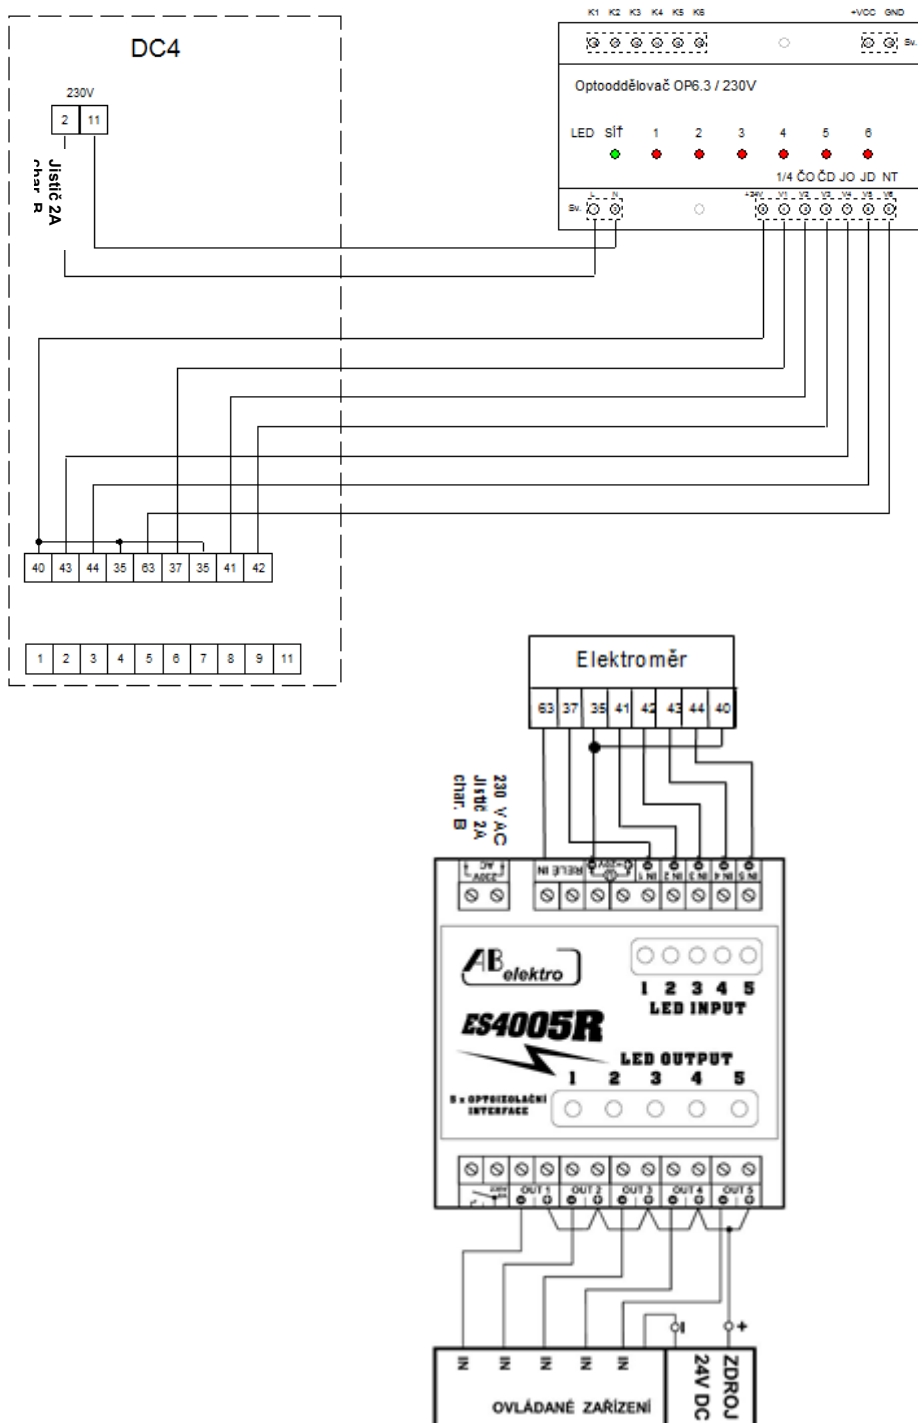 K1 K2 K3 K4 K5 K6 +VCC GND
DC4
Sv.
Optooddělovač OP6.3 / 230V
230V
2 11
LED SÍŤ 1 2 3 4 5 6
Jistič 2A
char. B
1/4 ČO ČD JO JD NT
L N +24V V1 V2 V3 V4 V5 V6
Sv.
40 43 44 35 63 37 35 41 42
1 2 3 4 5 6 7 8 9 11
Elektroměr
63 37 35 41 42 43 44 40
230 V AC
Jistič 2A
char. B
230V
AC
RELÉ IN
+20V
IN 1 IN 2 IN 3 IN 4 IN 5
AB elektro
1 2 3 4 5
LED INPUT
ES4005R
LED OUTPUT
1 2 3 4 5
5 x OPTOIZOLAČNÍ
INTERFACE
OUT 1 OUT 2 OUT 3 OUT 4 OUT 5
IN IN IN IN IN
ZDROJ
24V DC
OVLÁDANÉ ZAŘÍZENÍ